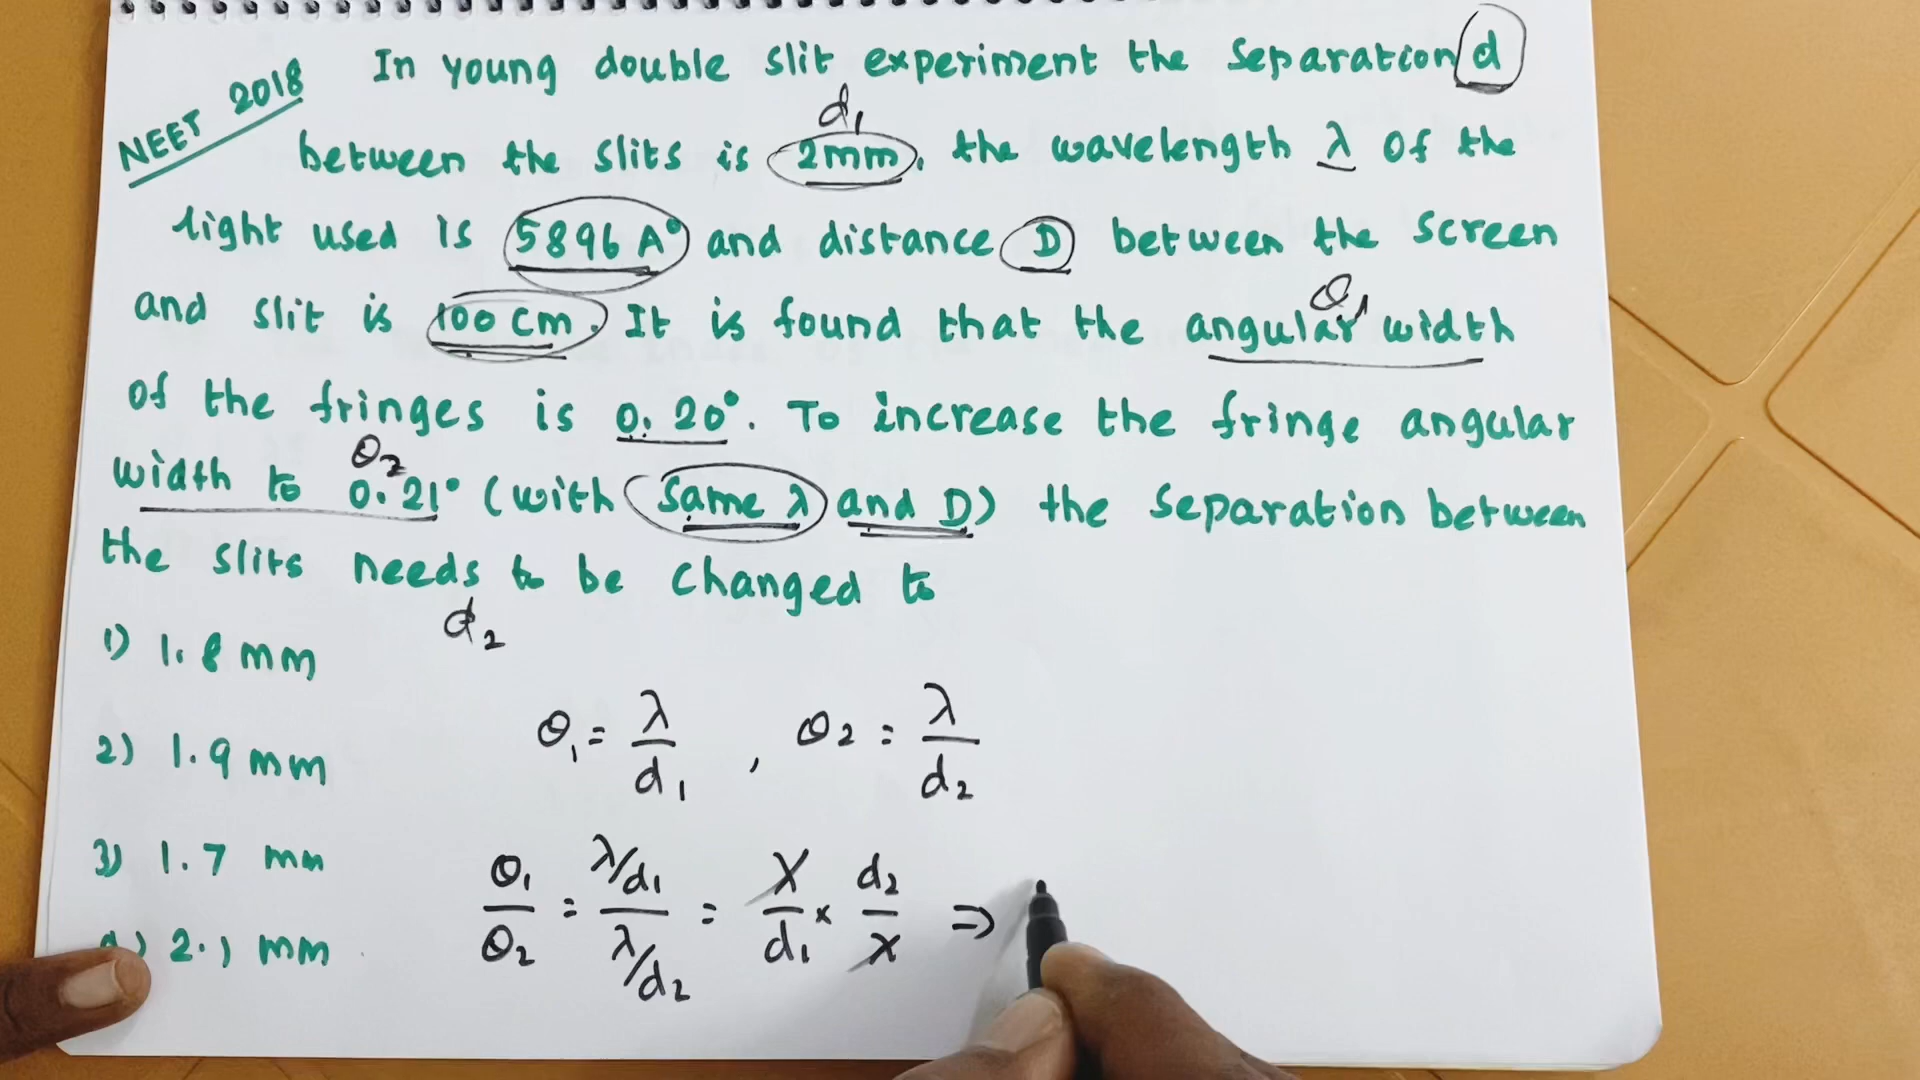 NEET 2018
In young double slit experiment the separation d
d₁
between the slits is 2mm. the wavelength λ of the
light used is 5896 A° and distance D between the screen
and slit is 100 cm. It is found that the angular width
θ₁
of the fringes is 0.20°. To increase the fringe angular
θ₂
width to 0.21° (with same λ and D) the separation between
the slits needs to be changed to
d₂
1) 1.8 mm
2) 1.9 mm
3) 1.7 mm
2.1 mm
θ₁ = λ/d₁ , θ₂ = λ/d₂
θ₁/θ₂ = (λ/d₁)/(λ/d₂) = λ/d₁ × d₂/λ ⇒